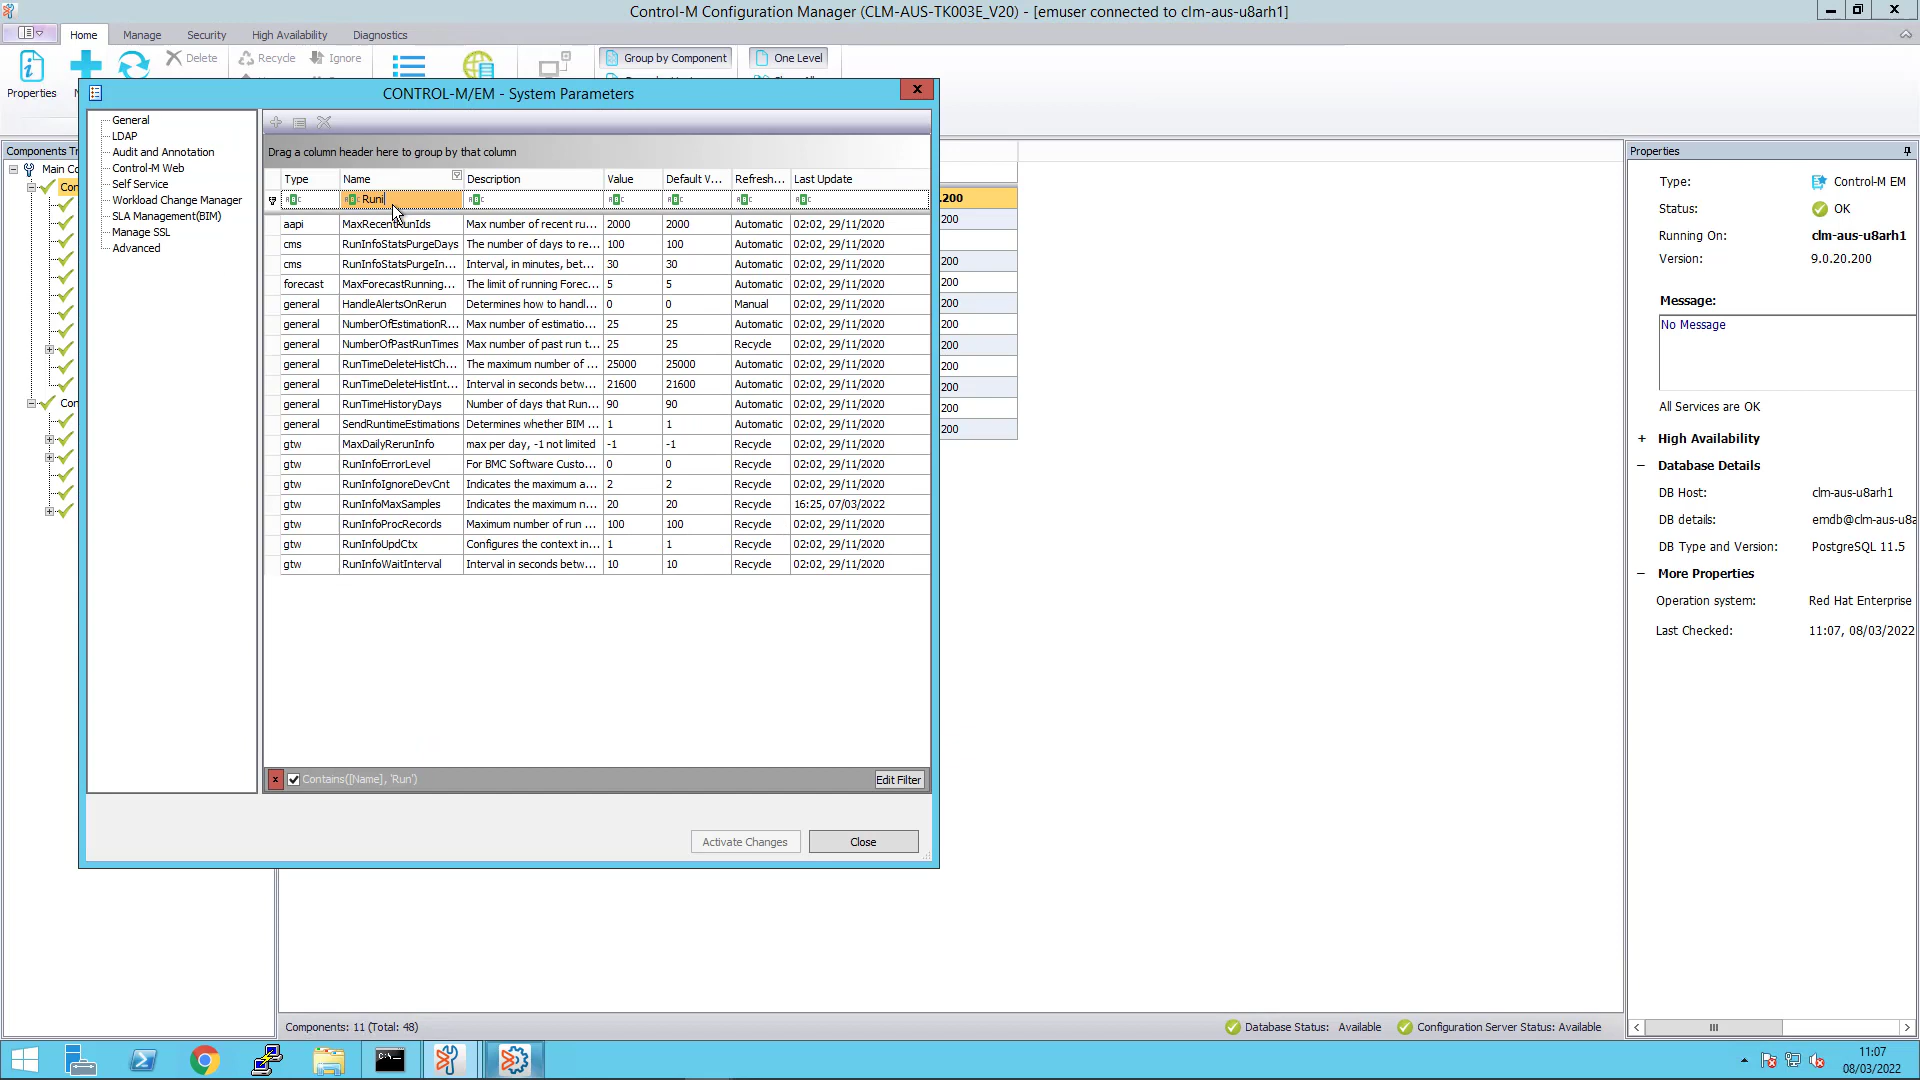 Control-M Configuration Manager (CLM-AUS-TK003E_V20) - [emuser connected to clm-aus-u8arh1]
Home Manage Security High Availability Diagnostics
Properties
Delete Recycle Ignore
Group by Component One Level
CONTROL-M/EM - System Parameters
General
LDAP
Audit and Annotation
Control-M Web
Self Service
Workload Change Manager
SLA Management(BIM)
Manage SSL
Advanced
Drag a column header here to group by that column
Type Name Description Value Default V... Refresh... Last Update
Runi
aapi MaxRecentRunIds Max number of recent ru... 2000 2000 Automatic 02:02, 29/11/2020
cms RunInfoStatsPurgeDays The number of days to re... 100 100 Automatic 02:02, 29/11/2020
cms RunInfoStatsPurgeIn... Interval, in minutes, bet... 30 30 Automatic 02:02, 29/11/2020
forecast MaxForecastRunning... The limit of running Forec... 5 5 Automatic 02:02, 29/11/2020
general HandleAlertsOnRerun Determines how to handl... 0 0 Manual 02:02, 29/11/2020
general NumberOfEstimationR... Max number of estimatio... 25 25 Automatic 02:02, 29/11/2020
general NumberOfPastRunTimes Max number of past run t... 25 25 Recycle 02:02, 29/11/2020
general RunTimeDeleteHistCh... The maximum number of ... 25000 25000 Automatic 02:02, 29/11/2020
general RunTimeDeleteHistInt... Interval in seconds betw... 21600 21600 Automatic 02:02, 29/11/2020
general RunTimeHistoryDays Number of days that Run... 90 90 Automatic 02:02, 29/11/2020
general SendRuntimeEstimations Determines whether BIM ... 1 1 Automatic 02:02, 29/11/2020
gtw MaxDailyRerunInfo max per day, -1 not limited -1 -1 Recycle 02:02, 29/11/2020
gtw RunInfoErrorLevel For BMC Software Custo... 0 0 Recycle 02:02, 29/11/2020
gtw RunInfoIgnoreDevCnt Indicates the maximum a... 2 2 Recycle 02:02, 29/11/2020
gtw RunInfoMaxSamples Indicates the maximum n... 20 20 Recycle 16:25, 07/03/2022
gtw RunInfoProcRecords Maximum number of run ... 100 100 Recycle 02:02, 29/11/2020
gtw RunInfoUpdCtx Configures the context in... 1 1 Recycle 02:02, 29/11/2020
gtw RunInfoWaitInterval Interval in seconds betw... 10 10 Recycle 02:02, 29/11/2020
Contains([Name], 'Run') Edit Filter
Activate Changes Close
Components Tr
Main Co
Con
Con
.200
200
200
200
200
200
200
200
200
200
200
Properties
Type: Control-M EM
Status: OK
Running On: clm-aus-u8arh1
Version: 9.0.20.200
Message:
No Message
All Services are OK
+ High Availability
− Database Details
DB Host: clm-aus-u8arh1
DB details: emdb@clm-aus-u8a
DB Type and Version: PostgreSQL 11.5
− More Properties
Operation system: Red Hat Enterprise
Last Checked: 11:07, 08/03/2022
Components: 11 (Total: 48) Database Status: Available Configuration Server Status: Available
11:07
08/03/2022